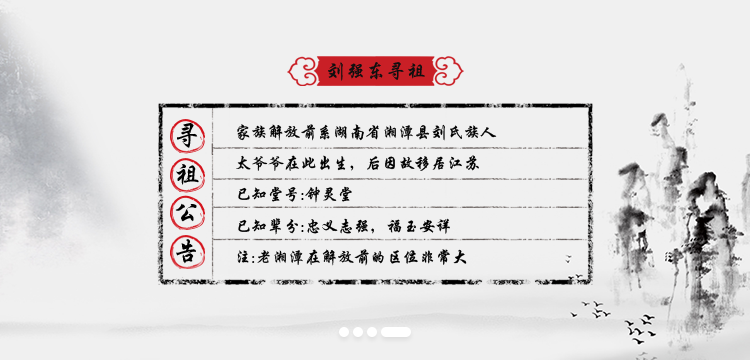 刘强东寻祖
寻祖公告
家族解放前系湖南省湘潭县刘氏族人
太爷爷在此出生，后因故移居江苏
已知堂号:钟灵堂
已知辈分:忠义志强，福玉安祥
注:老湘潭在解放前的区位非常大